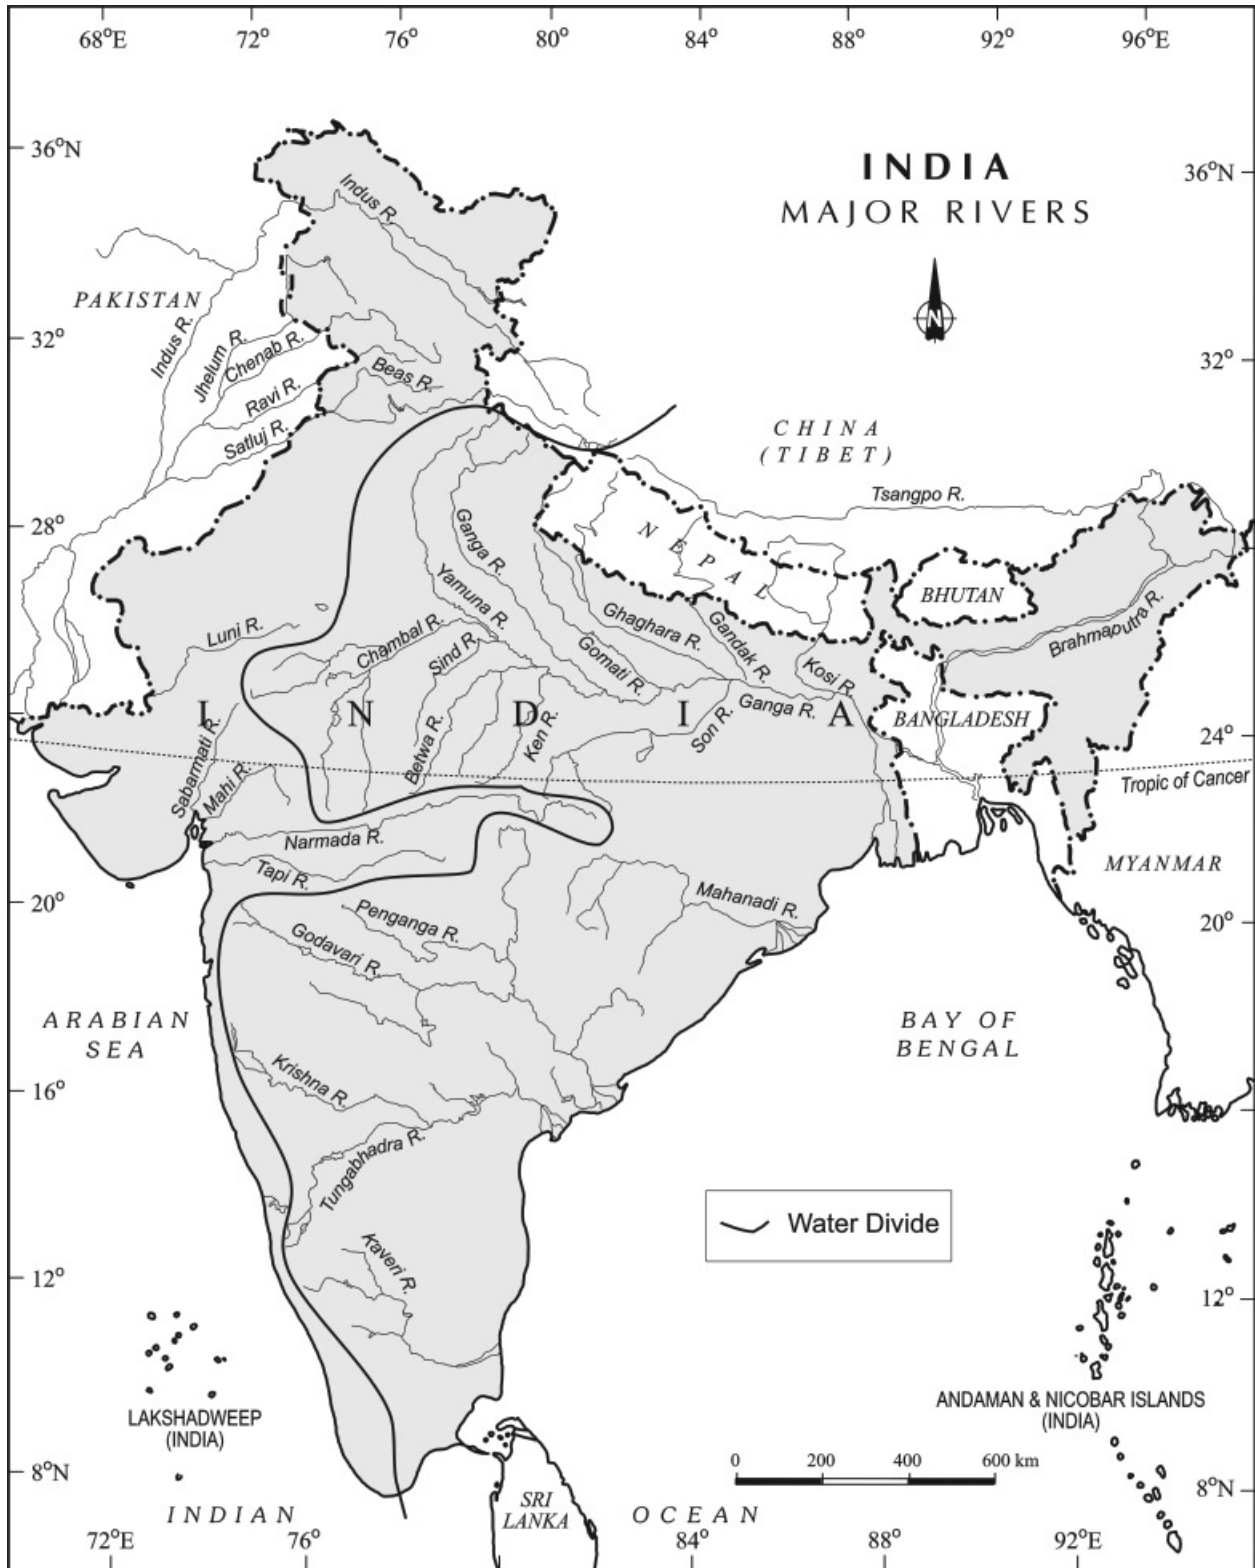 68°E 72° 76° 80° 84° 88° 92° 96°E
36°N
36°N
INDIA
MAJOR RIVERS
Indus R.
N
PAKISTAN
Indus R.
Jhelum R.
Chenab R.
Ravi R.
Satluj R.
Beas R.
32°
32°
CHINA
(TIBET)
Tsangpo R.
28°
28°
NEPAL
BHUTAN
Ganga R.
Yamuna R.
Ghaghara R.
Gomati R.
Gandak R.
Kosi R.
Brahmaputra R.
Luni R.
Chambal R.
Sind R.
Betwa R.
Ken R.
Son R.
Ganga R.
I N D I A
BANGLADESH
Sabarmati R.
Mahi R.
24°
Tropic of Cancer
Narmada R.
Tapi R.
MYANMAR
20°
20°
Mahanadi R.
Penganga R.
Godavari R.
ARABIAN
SEA
BAY OF
BENGAL
16°
Krishna R.
Tungabhadra R.
Water Divide
Kaveri R.
12°
12°
LAKSHADWEEP
(INDIA)
ANDAMAN & NICOBAR ISLANDS
(INDIA)
0 200 400 600 km
8°N
8°N
SRI
LANKA
INDIAN OCEAN
72°E 76° 84° 88° 92°E